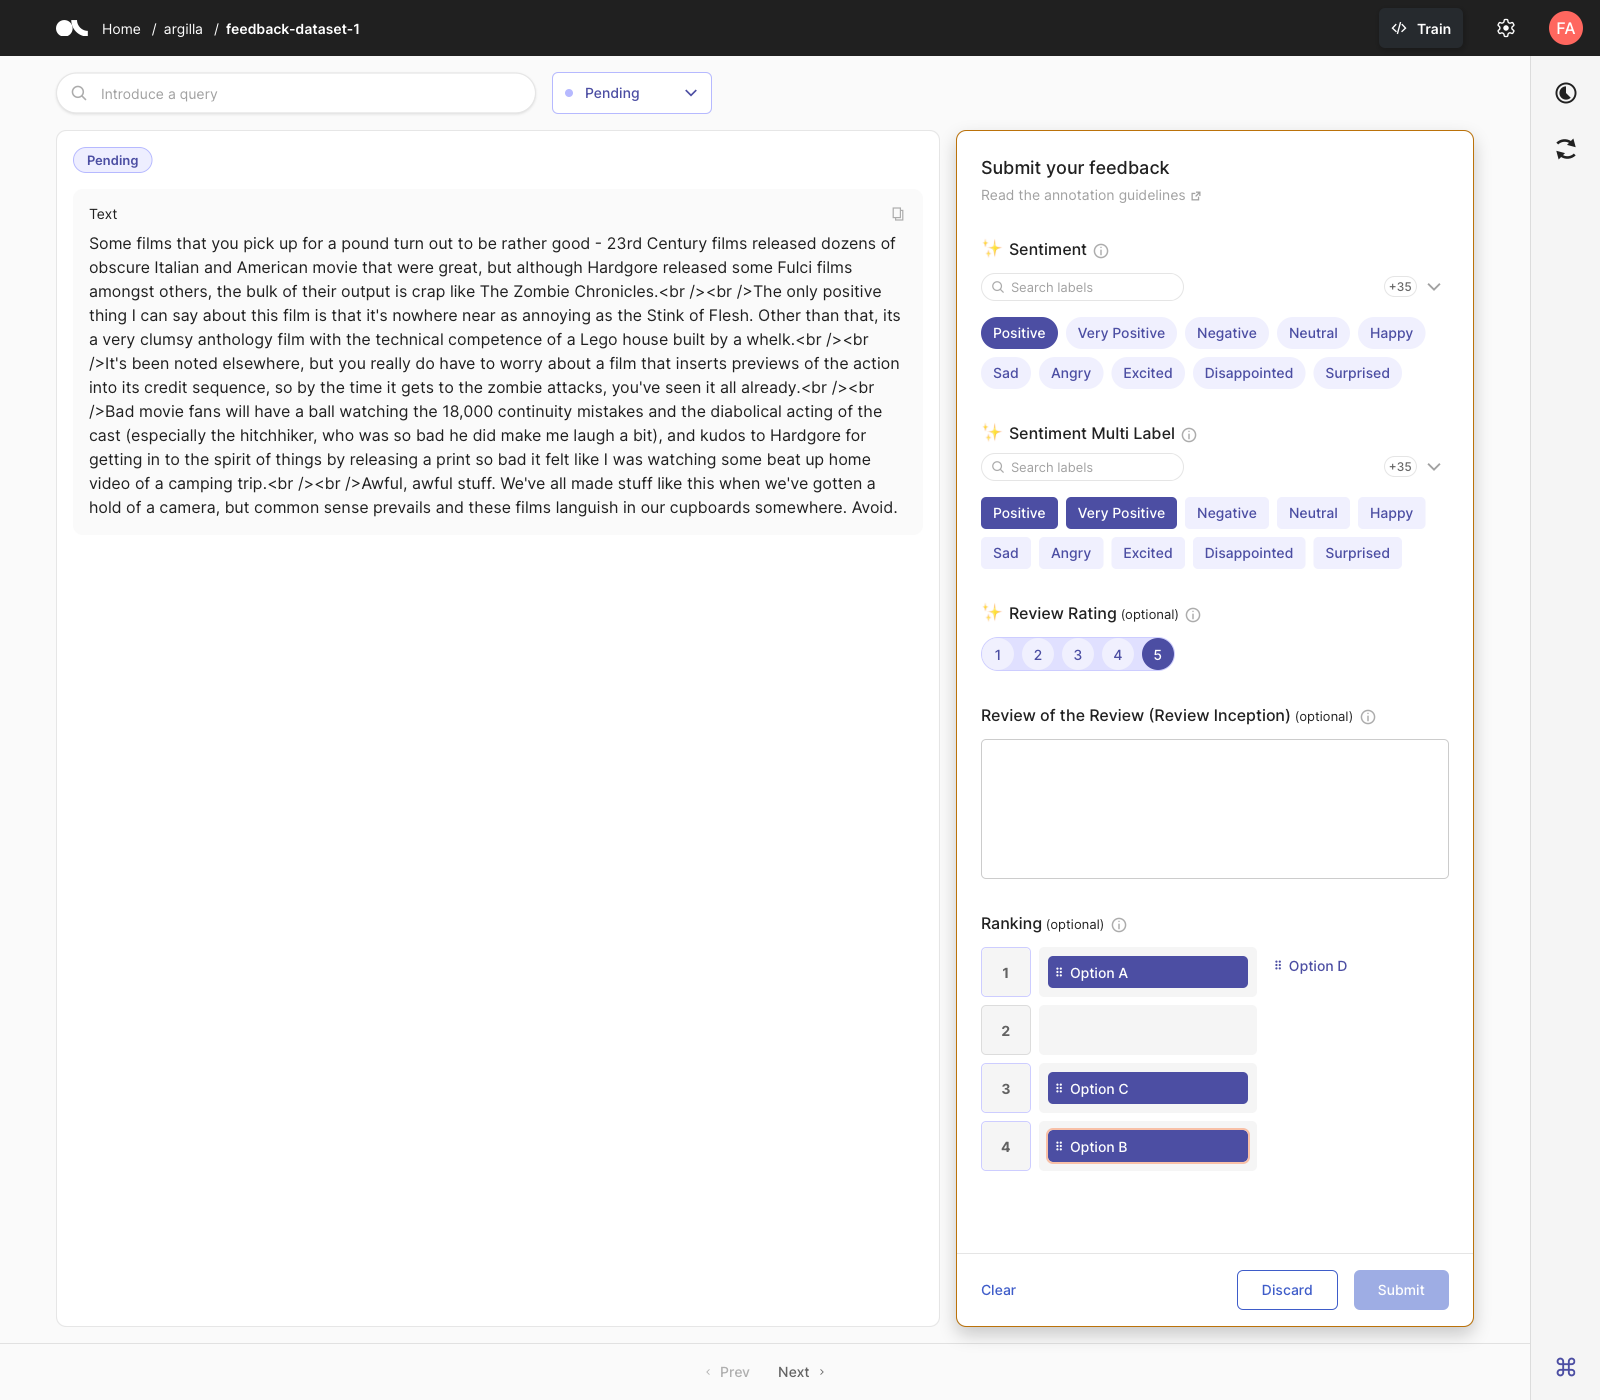 Home / argilla / feedback-dataset-1
</> Train
FA
Introduce a query
Pending
Pending
Text
Some films that you pick up for a pound turn out to be rather good - 23rd Century films released dozens of
obscure Italian and American movie that were great, but although Hardgore released some Fulci films
amongst others, the bulk of their output is crap like The Zombie Chronicles.<br /><br />The only positive
thing I can say about this film is that it's nowhere near as annoying as the Stink of Flesh. Other than that, its
a very clumsy anthology film with the technical competence of a Lego house built by a whelk.<br /><br
/>It's been noted elsewhere, but you really do have to worry about a film that inserts previews of the action
into its credit sequence, so by the time it gets to the zombie attacks, you've seen it all already.<br /><br
/>Bad movie fans will have a ball watching the 18,000 continuity mistakes and the diabolical acting of the
cast (especially the hitchhiker, who was so bad he did make me laugh a bit), and kudos to Hardgore for
getting in to the spirit of things by releasing a print so bad it felt like I was watching some beat up home
video of a camping trip.<br /><br />Awful, awful stuff. We've all made stuff like this when we've gotten a
hold of a camera, but common sense prevails and these films languish in our cupboards somewhere. Avoid.
Submit your feedback
Read the annotation guidelines
Sentiment
Search labels
+35
Positive Very Positive Negative Neutral Happy
Sad Angry Excited Disappointed Surprised
Sentiment Multi Label
Search labels
+35
Positive Very Positive Negative Neutral Happy
Sad Angry Excited Disappointed Surprised
Review Rating (optional)
1 2 3 4 5
Review of the Review (Review Inception) (optional)
Ranking (optional)
1 Option A Option D
2
3 Option C
4 Option B
Clear Discard Submit
Prev Next